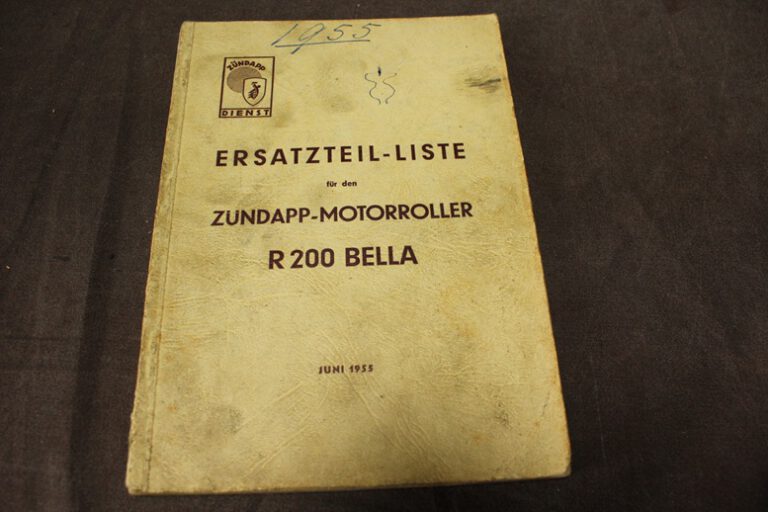 1955
ZÜNDAPP
DIENST
ERSATZTEIL-LISTE
für den
ZUNDAPP-MOTORROLLER
R 200 BELLA
JUNI 1955